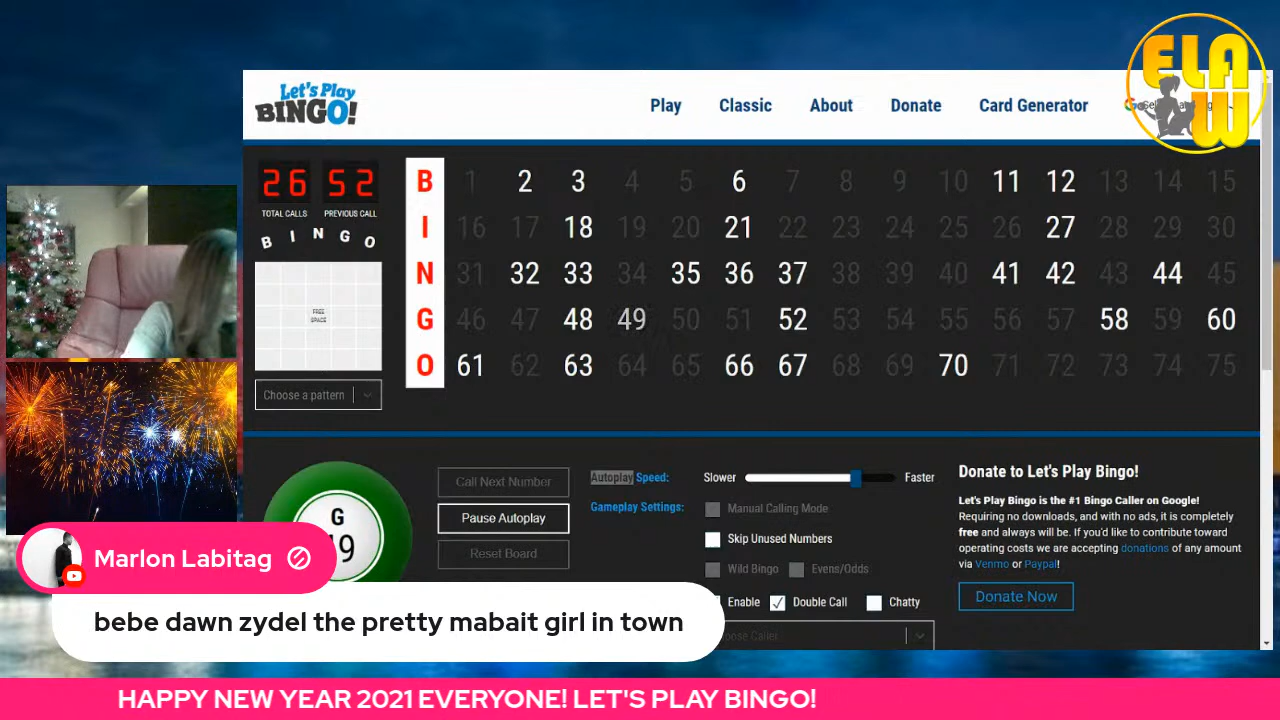 ELA
W
Let's Play
BINGO!
Play Classic About Donate Card Generator
26 52
TOTAL CALLS PREVIOUS CALL
B I N G O
FREE
SPACE
Choose a pattern
B 1 2 3 4 5 6 7 8 9 10 11 12 13 14 15
I 16 17 18 19 20 21 22 23 24 25 26 27 28 29 30
N 31 32 33 34 35 36 37 38 39 40 41 42 43 44 45
G 46 47 48 49 50 51 52 53 54 55 56 57 58 59 60
O 61 62 63 64 65 66 67 68 69 70 71 72 73 74 75
G
Call Next Number
Pause Autoplay
Reset Board
Autoplay Speed: Slower Faster
Gameplay Settings: Manual Calling Mode
Skip Unused Numbers
Wild Bingo Evens/Odds
Enable Double Call Chatty
Caller
Donate to Let's Play Bingo!
Let's Play Bingo is the #1 Bingo Caller on Google!
Requiring no downloads, and with no ads, it is completely
free and always will be. If you'd like to contribute toward
operating costs we are accepting donations of any amount
via Venmo or Paypal!
Donate Now
Marlon Labitag
bebe dawn zydel the pretty mabait girl in town
HAPPY NEW YEAR 2021 EVERYONE! LET'S PLAY BINGO!